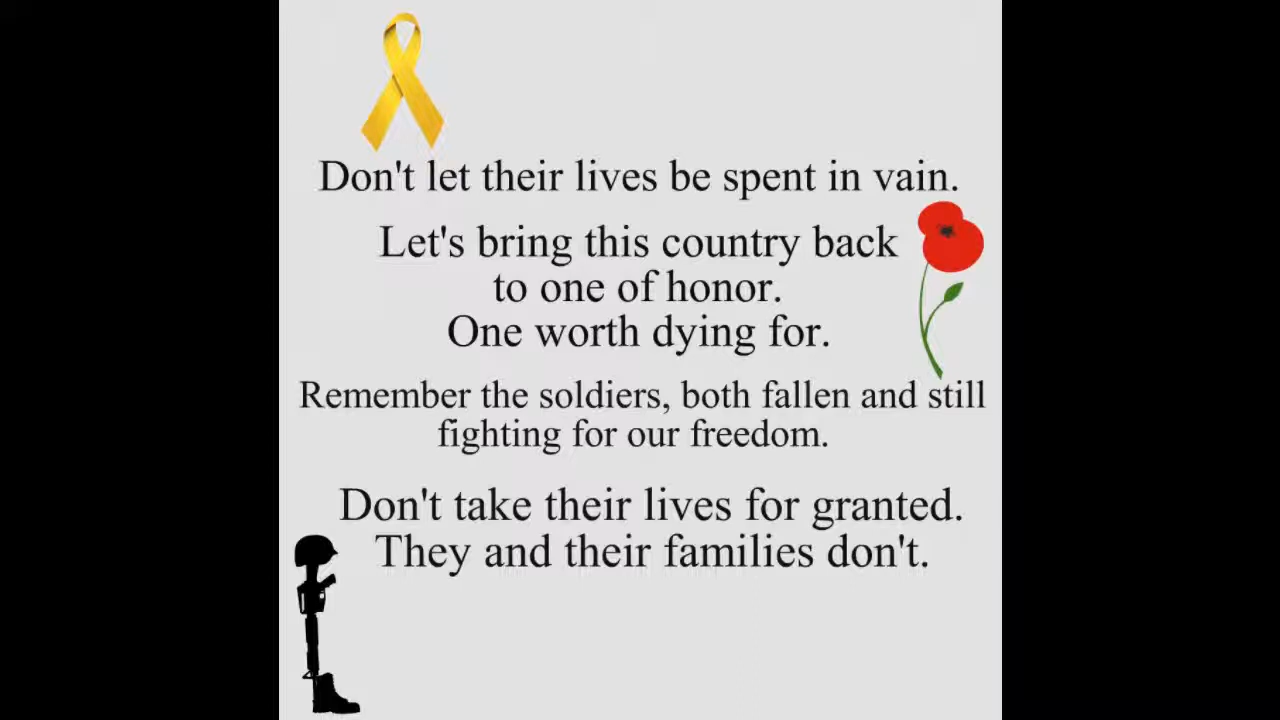 Don't let their lives be spent in vain.
Let's bring this country back
to one of honor.
One worth dying for.
Remember the soldiers, both fallen and still
fighting for our freedom.
Don't take their lives for granted.
They and their families don't.